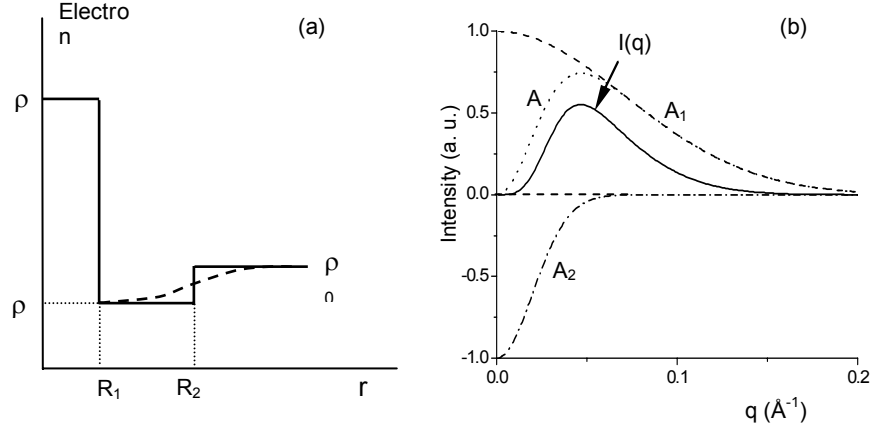 Electro
n
(a)
ρ
ρ
ρ
0
R1
R2
r
(b)
I(q)
A
A1
A2
Intensity (a. u.)
1.0
0.5
0.0
-0.5
-1.0
0.0
0.1
0.2
q (Å-1)